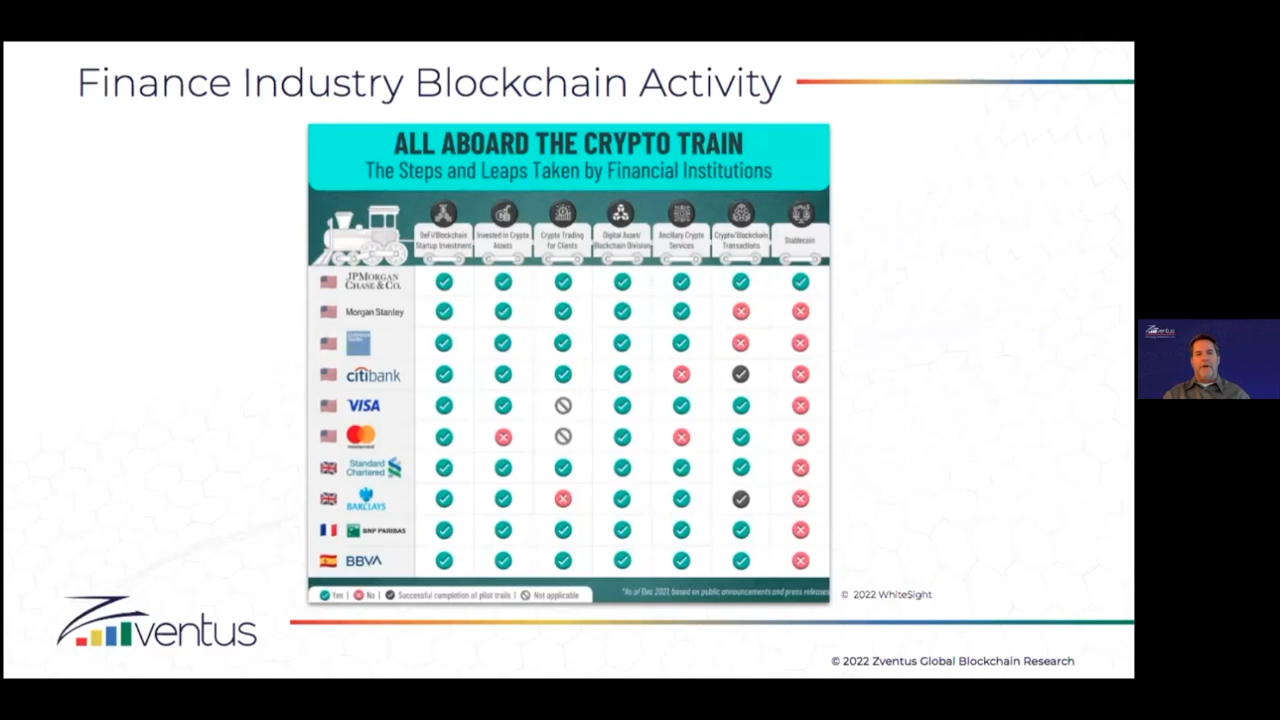 Finance Industry Blockchain Activity
ALL ABOARD THE CRYPTO TRAIN
The Steps and Leaps Taken by Financial Institutions
DeFi/Blockchain
Startup Investment
Invested in Crypto
Assets
Crypto Trading
for Clients
Digital Asset/
Blockchain Division
Ancillary Crypto
Services
Crypto/Blockchain
Transactions
Stablecoin
JPMORGAN
CHASE & CO.
Morgan Stanley
citibank
VISA
mastercard
Standard
Chartered
BARCLAYS
BNP PARIBAS
BBVA
Yes | No | Successful completion of pilot trails | Not applicable
*As of Dec 2021, based on public announcements and press releases
© 2022 WhiteSight
Zventus
© 2022 Zventus Global Blockchain Research
Zventus